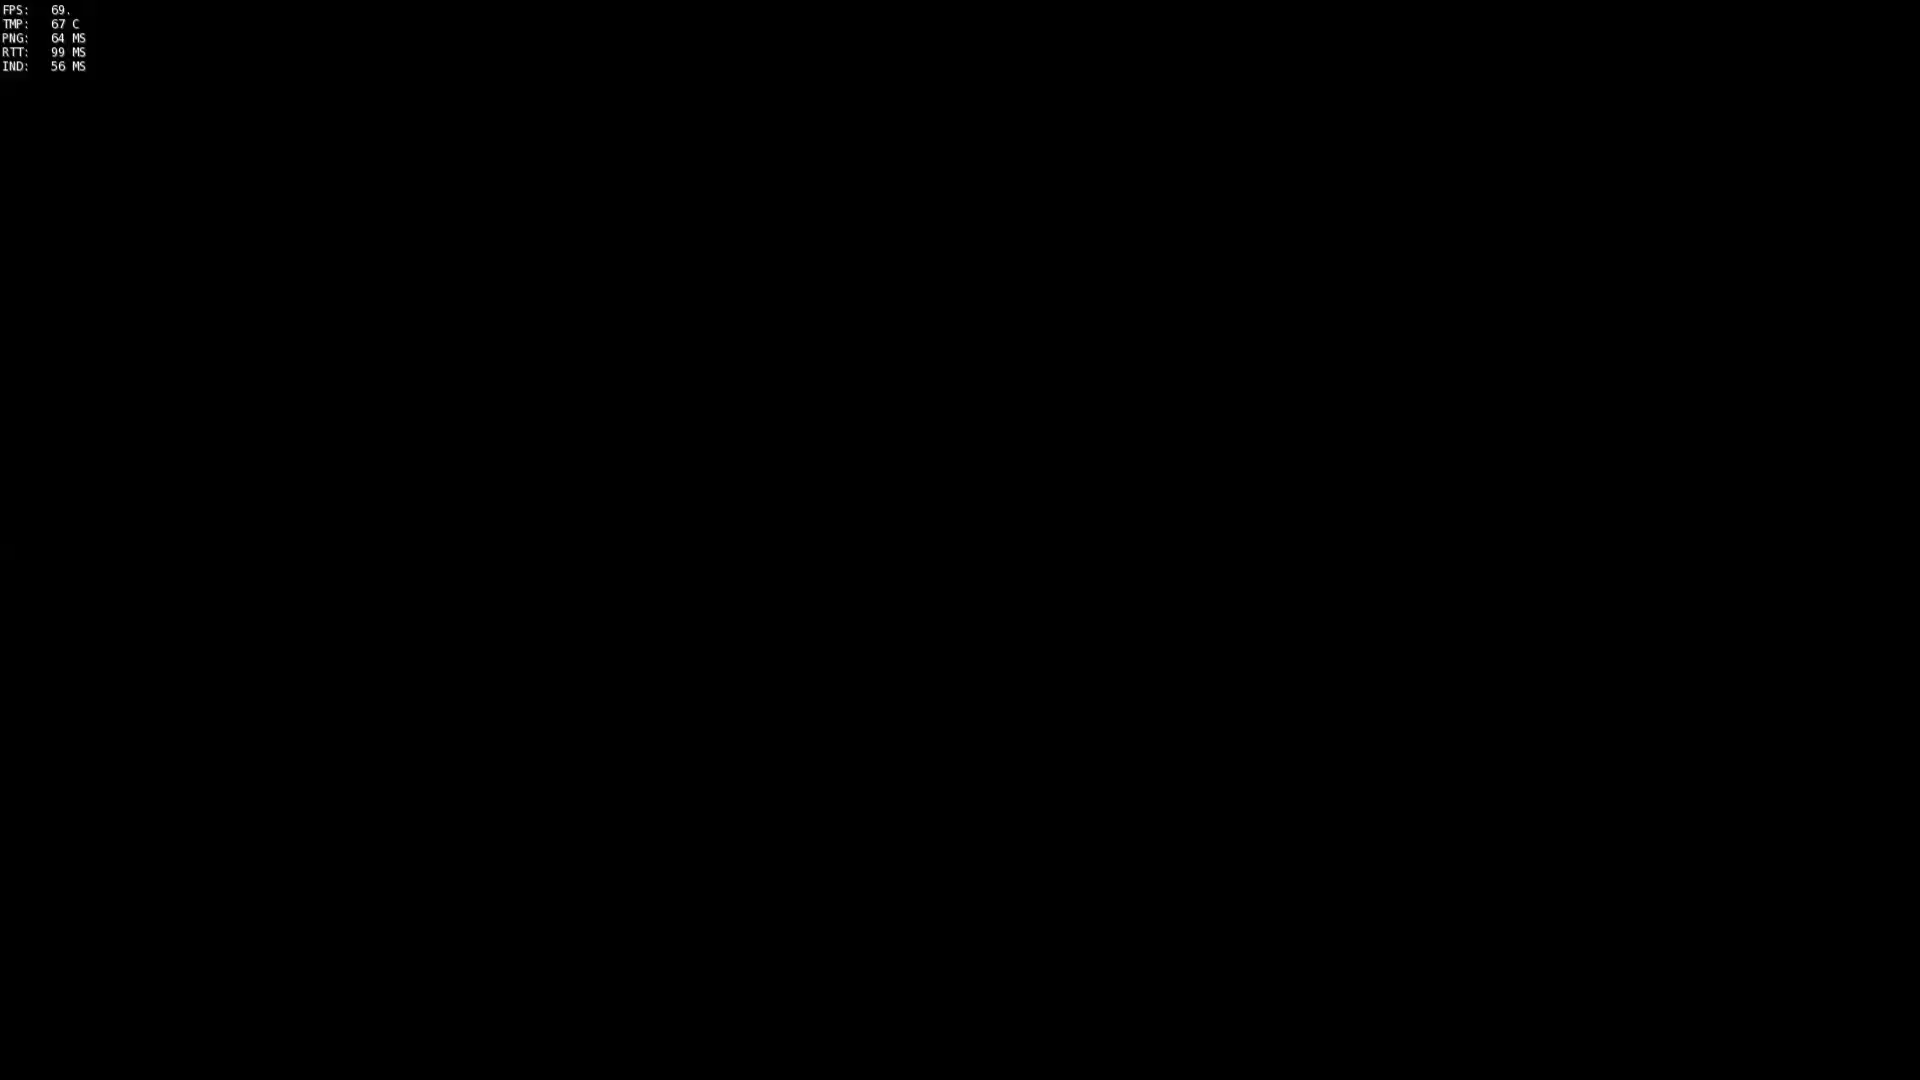 FPS: 69.
TMP: 67 C
PNG: 64 MS
RTT: 99 MS
IND: 56 MS